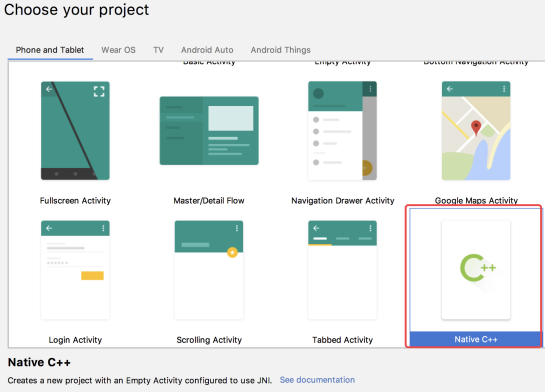 Choose your project
Phone and Tablet Wear OS TV Android Auto Android Things
Basic Activity Empty Activity Bottom Navigation Activity
Fullscreen Activity Master/Detail Flow Navigation Drawer Activity Google Maps Activity
C++
Login Activity Scrolling Activity Tabbed Activity Native C++
Native C++
Creates a new project with an Empty Activity configured to use JNI. See documentation